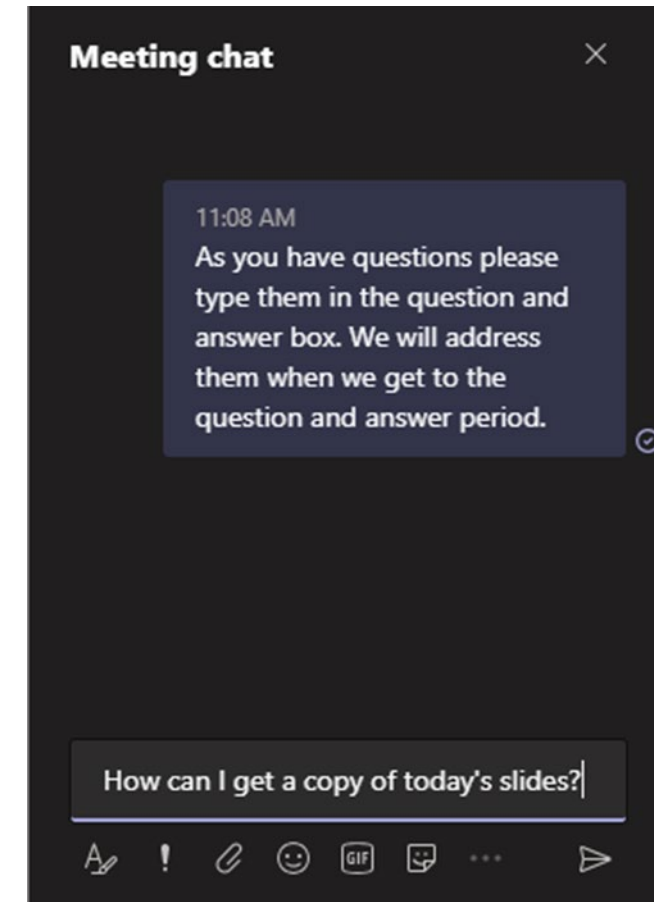 Meeting chat
11:08 AM
As you have questions please
type them in the question and
answer box. We will address
them when we get to the
question and answer period.
How can I get a copy of today's slides?
GIF